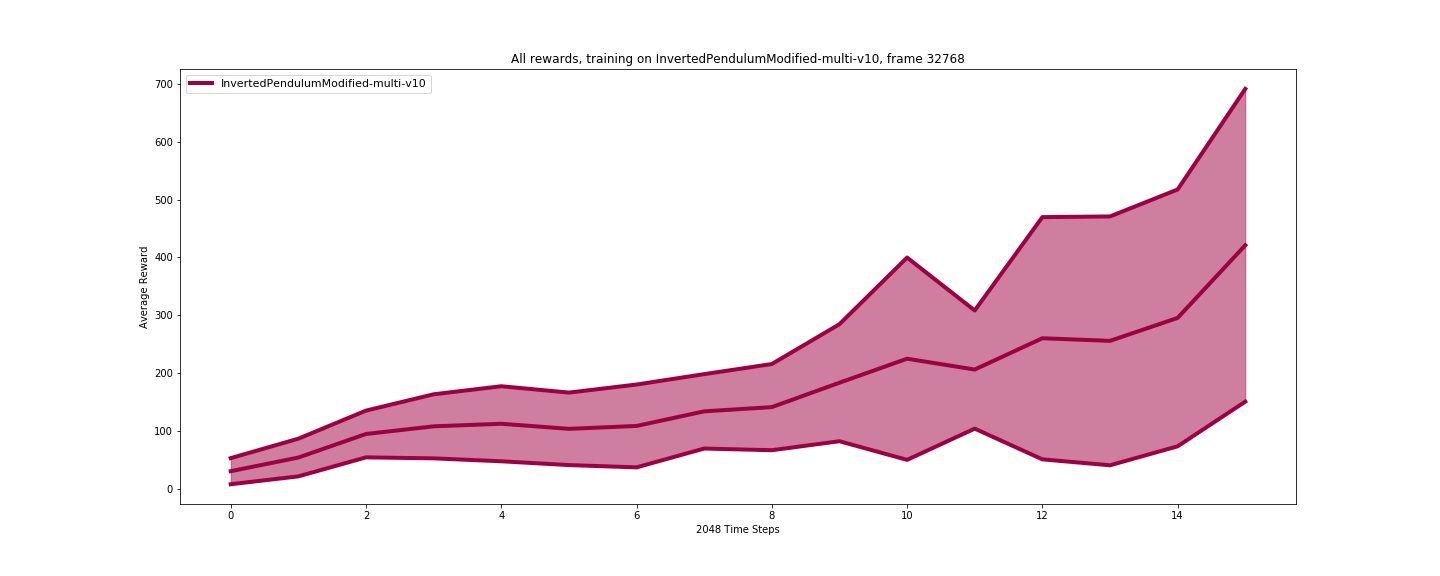 All rewards, training on InvertedPendulumModified-multi-v10, frame 32768
InvertedPendulumModified-multi-v10
700
600
500
400
300
200
100
0
Average Reward
0 2 4 6 8 10 12 14
2048 Time Steps